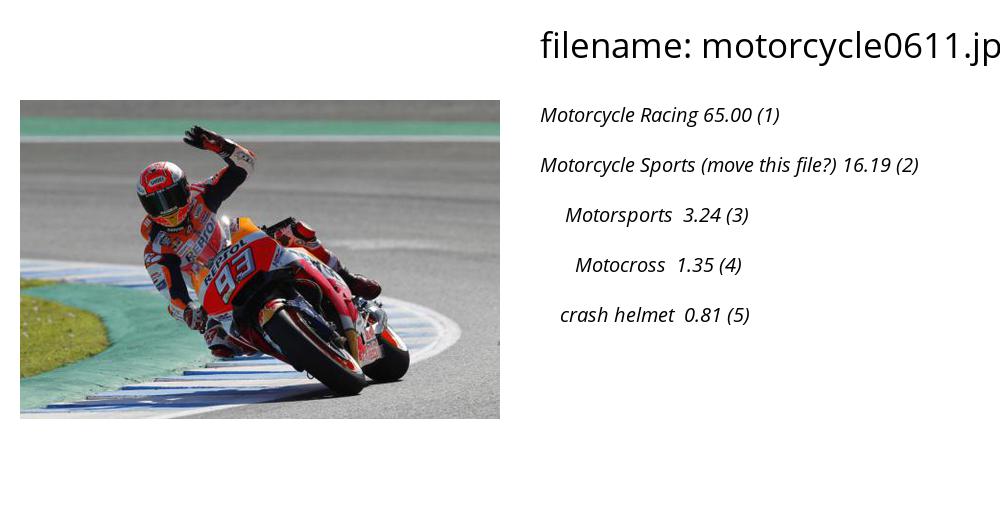 filename: motorcycle0611.jp
Motorcycle Racing 65.00 (1)
Motorcycle Sports (move this file?) 16.19 (2)
Motorsports 3.24 (3)
Motocross 1.35 (4)
crash helmet 0.81 (5)
REPSOL
REPSOL
93